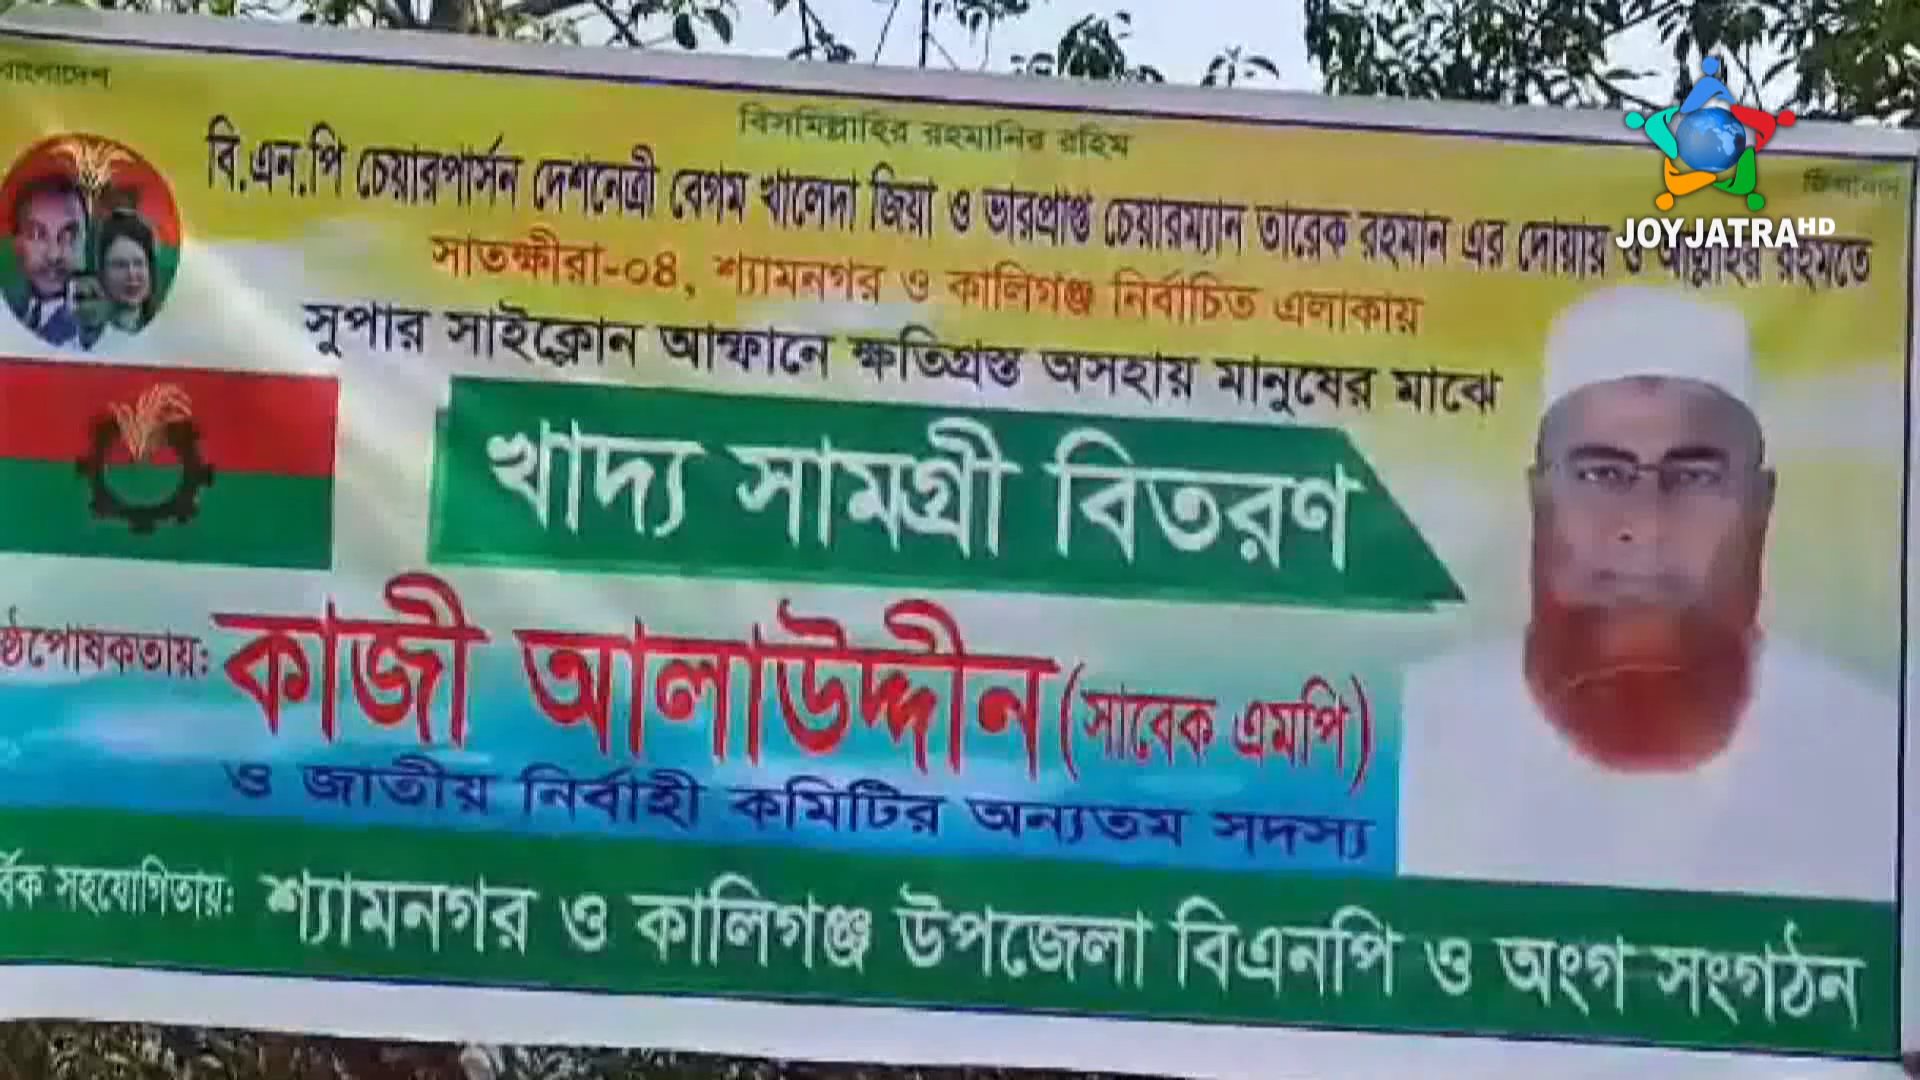 বিসমিল্লাহির রহমানির রহিম
বি.এন.পি চেয়ারপার্সন দেশনেত্রী বেগম খালেদা জিয়া ও ভারপ্রাপ্ত চেয়ারম্যান তারেক রহমান এর দোয়ায় ও আল্লাহর রহমতে
সাতক্ষীরা-০৪, শ্যামনগর ও কালিগঞ্জ নির্বাচিত এলাকায়
সুপার সাইক্লোন আম্ফানে ক্ষতিগ্রস্ত অসহায় মানুষের মাঝে
খাদ্য সামগ্রী বিতরণ
কাজী আলাউদ্দীন (সাবেক এমপি)
ও জাতীয় নির্বাহী কমিটির অন্যতম সদস্য
সহযোগিতায়: শ্যামনগর ও কালিগঞ্জ উপজেলা বিএনপি ও অংগ সংগঠন
JOYJATRA HD